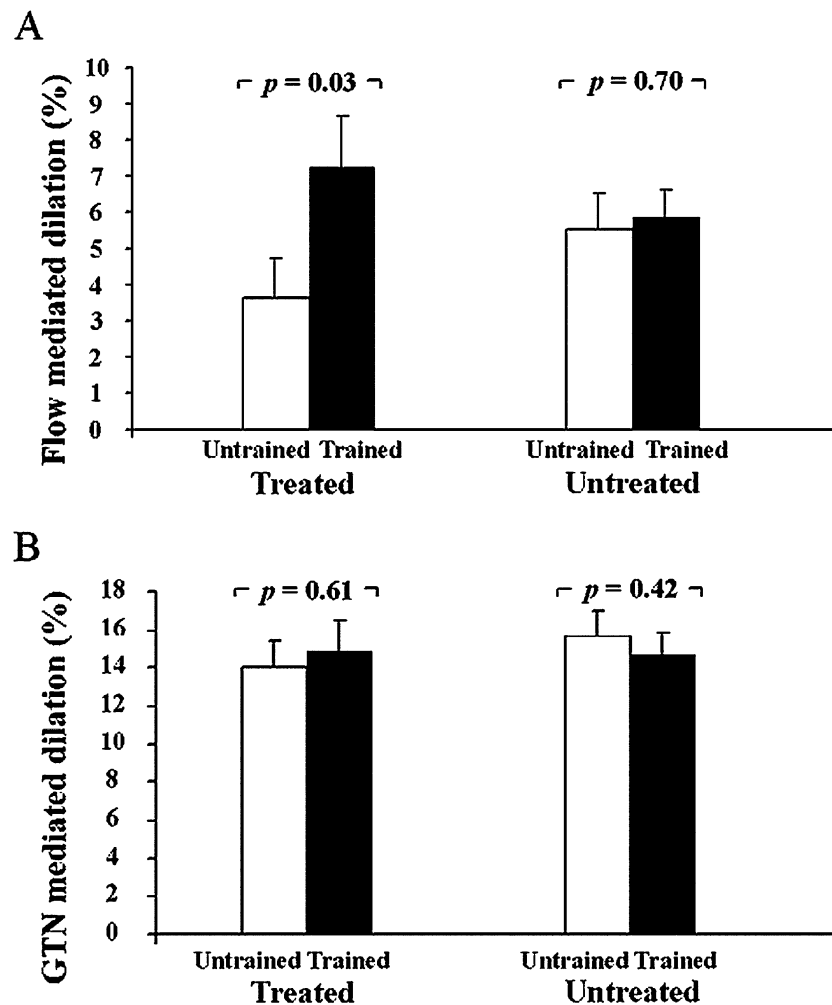 A
Flow mediated dilation (%)
10
9
8
7
6
5
4
3
2
1
0
p = 0.03
p = 0.70
Untrained Trained
Untrained Trained
Treated
Untreated
B
GTN mediated dilation (%)
18
16
14
12
10
8
6
4
2
0
p = 0.61
p = 0.42
Untrained Trained
Untrained Trained
Treated
Untreated